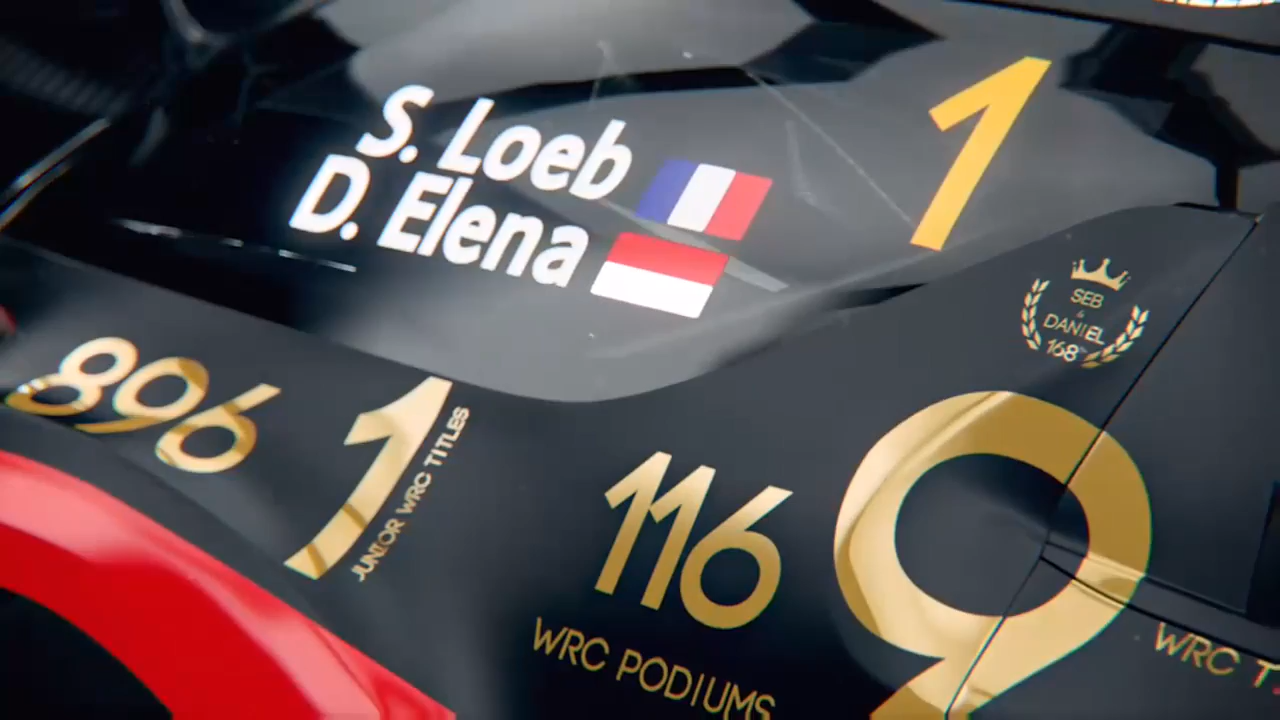 S. Loeb
D. Elena
1
SEB
&
DANIEL
168
896
1
JUNIOR WRC TITLES
116
WRC PODIUMS
9
WRC